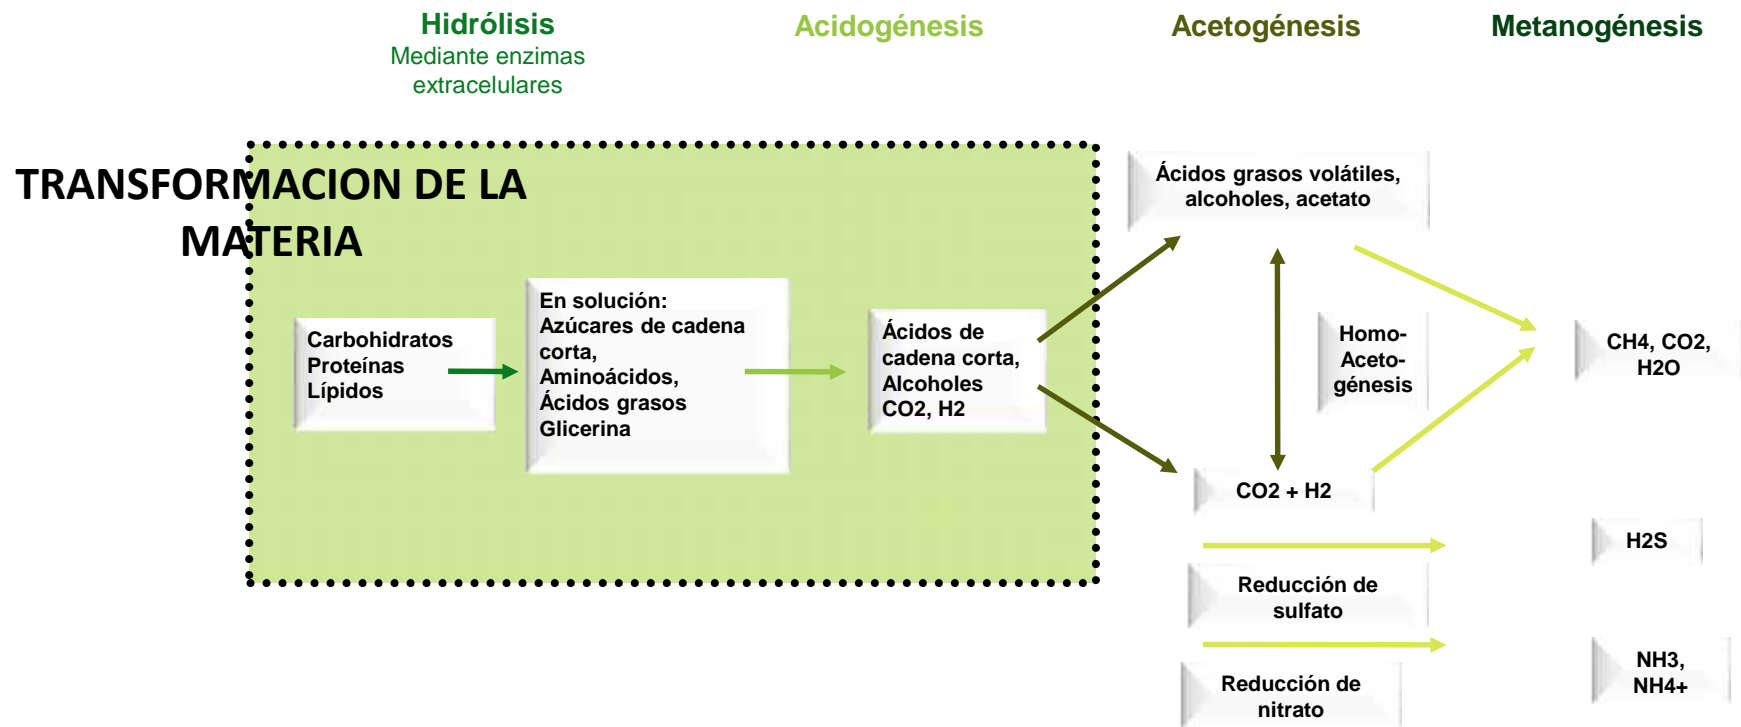 Hidrólisis
Mediante enzimas
extracelulares
Acidogénesis
Acetogénesis
Metanogénesis
TRANSFORMACION DE LA
MATERIA
Carbohidratos
Proteínas
Lípidos
En solución:
Azúcares de cadena
corta,
Aminoácidos,
Ácidos grasos
Glicerina
Ácidos de
cadena corta,
Alcoholes
CO2, H2
Ácidos grasos volátiles,
alcoholes, acetato
Homo-
Aceto-
génesis
CO2 + H2
CH4, CO2,
H2O
H2S
Reducción de
sulfato
NH3,
NH4+
Reducción de
nitrato